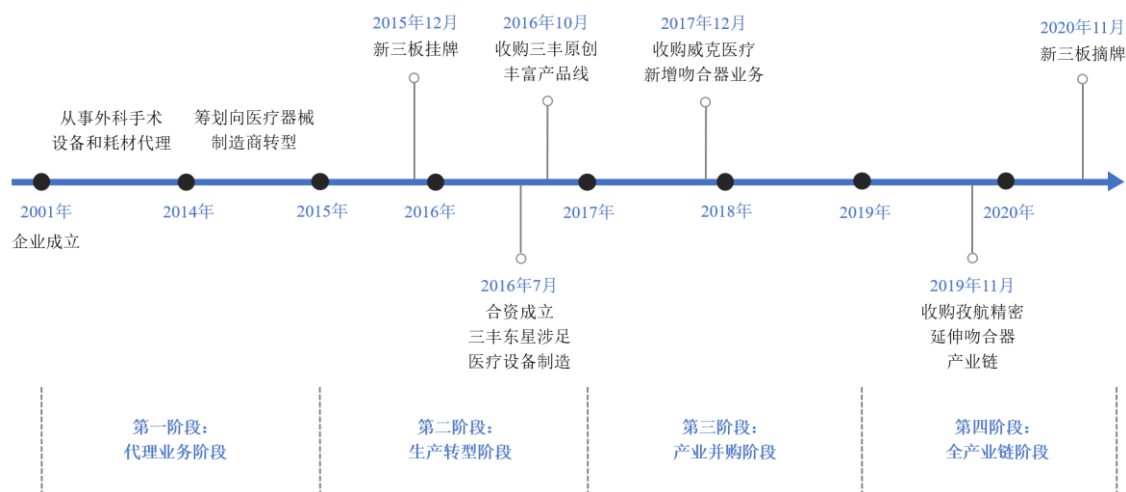 2015年12月
新三板挂牌
2016年10月
收购三丰原创
丰富产品线
2017年12月
收购威克医疗
新增吻合器业务
2020年11月
新三板摘牌
从事外科手术
设备和耗材代理
筹划向医疗器械
制造商转型
2001年
2014年
2015年
2016年
2017年
2018年
2019年
2020年
企业成立
2016年7月
合资成立
三丰东星涉足
医疗设备制造
2019年11月
收购孜航精密
延伸吻合器
产业链
第一阶段：
代理业务阶段
第二阶段：
生产转型阶段
第三阶段：
产业并购阶段
第四阶段：
全产业链阶段